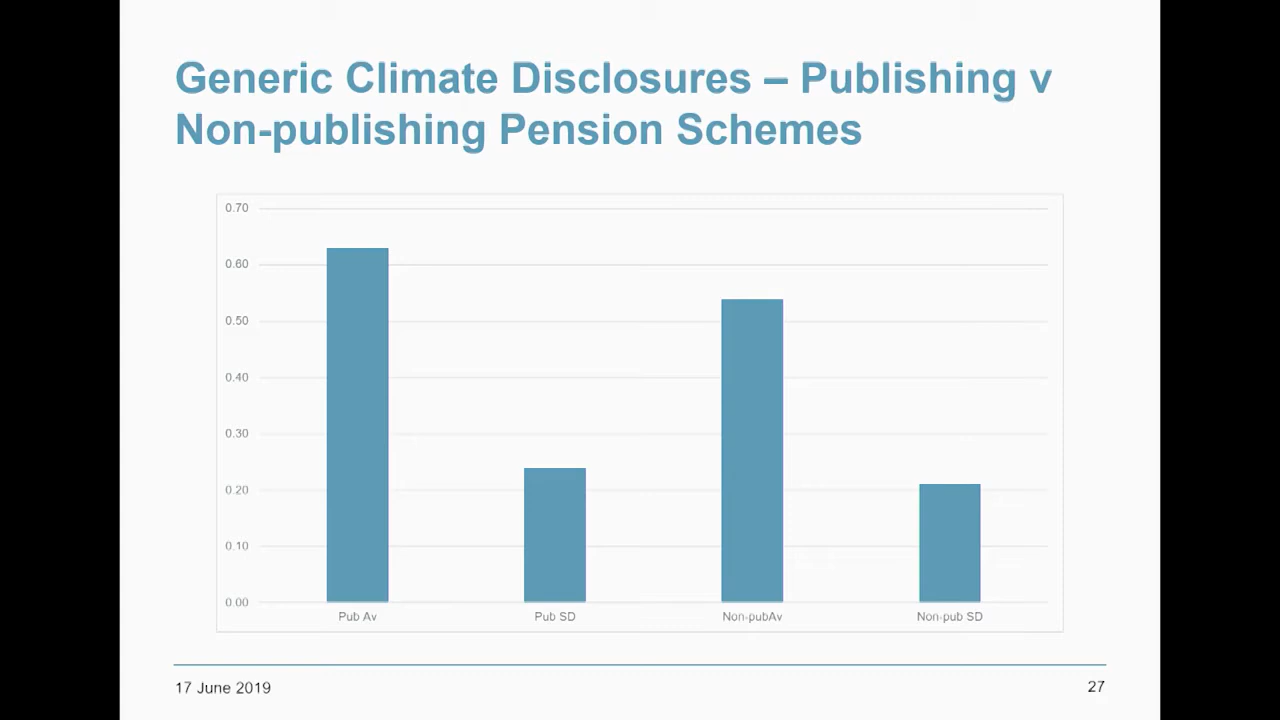 Generic Climate Disclosures – Publishing v
Non-publishing Pension Schemes
0.70
0.60
0.50
0.40
0.30
0.20
0.10
0.00
Pub Av
Pub SD
Non-pubAv
Non-pub SD
17 June 2019
27